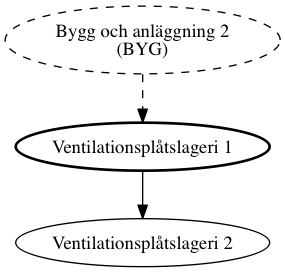 Bygg och anläggning 2
(BYG)
Ventilationsplåtslageri 1
Ventilationsplåtslageri 2